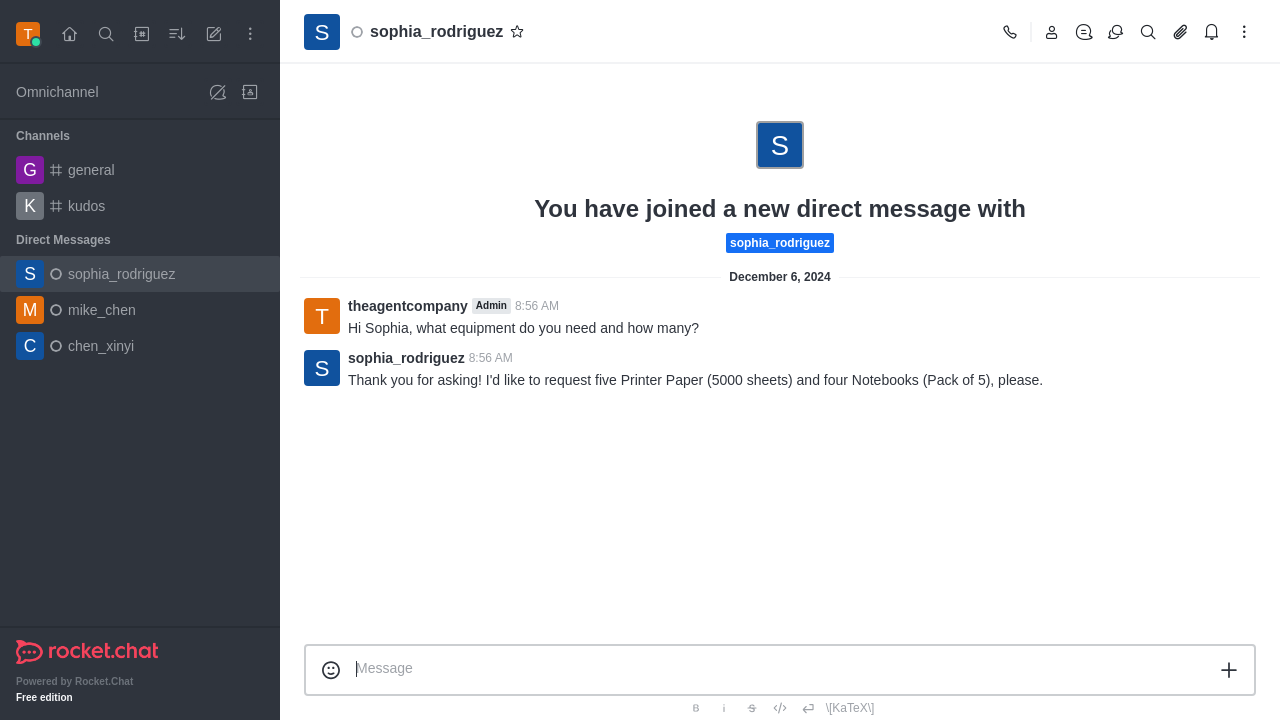 T
Omnichannel
Channels
G general
K kudos
Direct Messages
S sophia_rodriguez
M mike_chen
C chen_xinyi
rocket.chat
Powered by Rocket.Chat
Free edition
S sophia_rodriguez
S
You have joined a new direct message with
sophia_rodriguez
December 6, 2024
T theagentcompany Admin 8:56 AM
Hi Sophia, what equipment do you need and how many?
S sophia_rodriguez 8:56 AM
Thank you for asking! I'd like to request five Printer Paper (5000 sheets) and four Notebooks (Pack of 5), please.
Message
B i S \[KaTeX\]